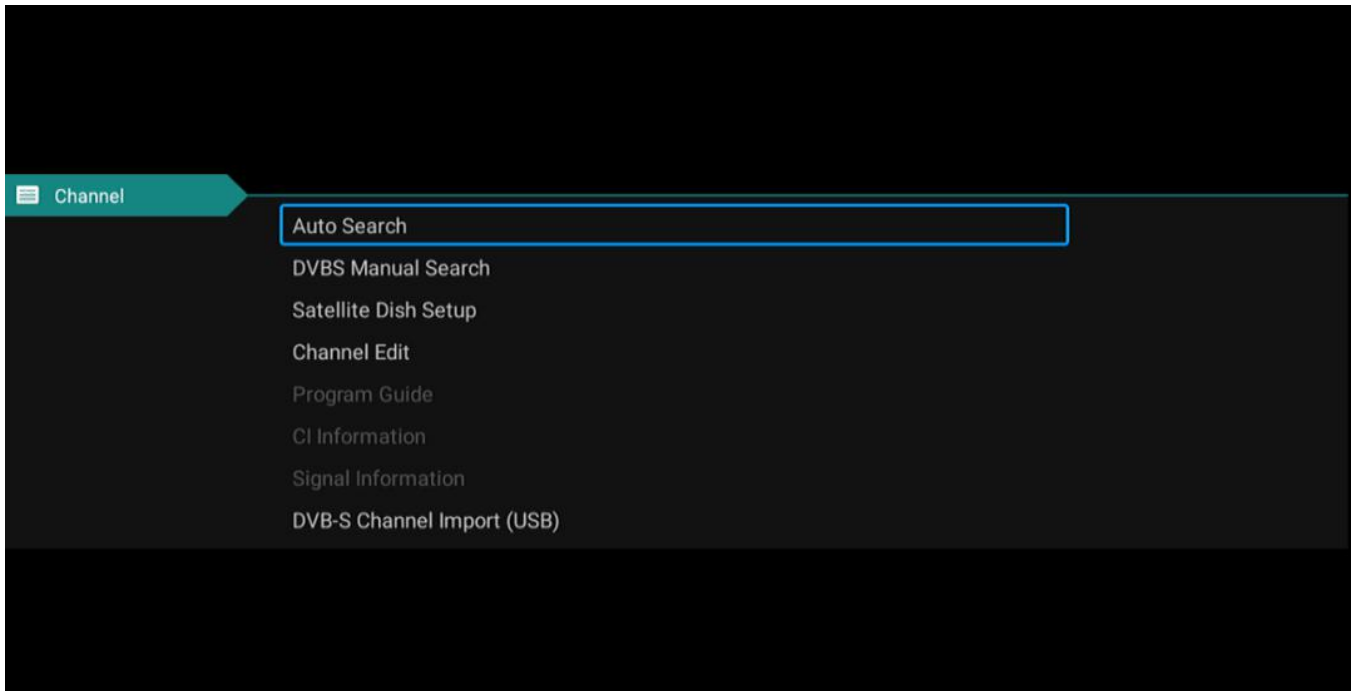 Channel
Auto Search
DVBS Manual Search
Satellite Dish Setup
Channel Edit
Program Guide
CI Information
Signal Information
DVB-S Channel Import (USB)